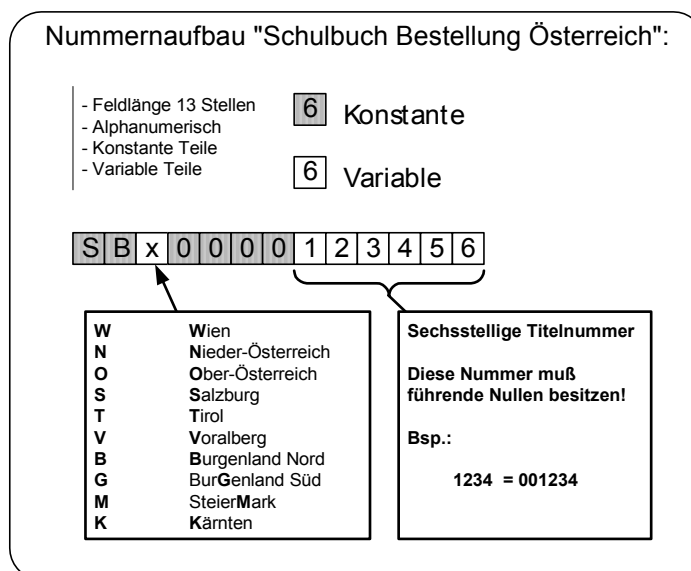 Nummernaufbau "Schulbuch Bestellung Österreich":
- Feldlänge 13 Stellen
- Alphanumerisch
- Konstante Teile
- Variable Teile
6 Konstante
6 Variable
S B x 0 0 0 0 1 2 3 4 5 6
W Wien
N Nieder-Österreich
O Ober-Österreich
S Salzburg
T Tirol
V Voralberg
B Burgenland Nord
G BurGenland Süd
M SteierMark
K Kärnten
Sechsstellige Titelnummer
Diese Nummer muß
führende Nullen besitzen!
Bsp.:
1234 = 001234